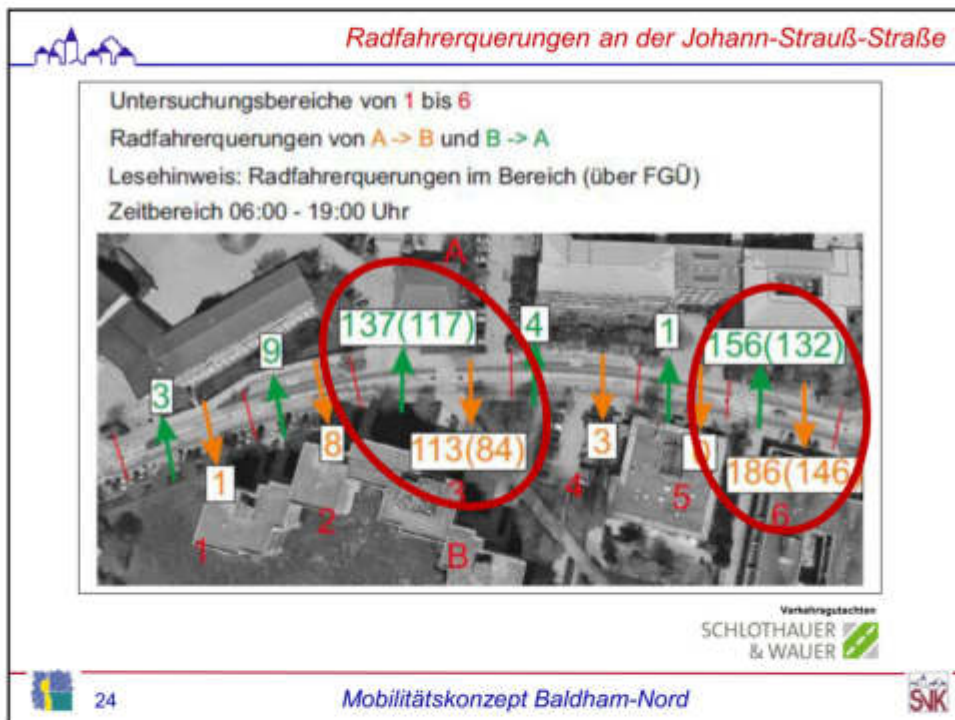 Radfahrerquerungen an der Johann-Strauß-Straße
Untersuchungsbereiche von 1 bis 6
Radfahrerquerungen von A -> B und B -> A
Lesehinweis: Radfahrerquerungen im Bereich (über FGÜ)
Zeitbereich 06:00 - 19:00 Uhr
A
137(117)
4
1
156(132)
9
3
8
113(84)
3
0
186(146)
1
3
4
5
6
2
1
B
Verkehrsgutachten
SCHLOTHAUER
& WAUER
24
Mobilitätskonzept Baldham-Nord
SVK